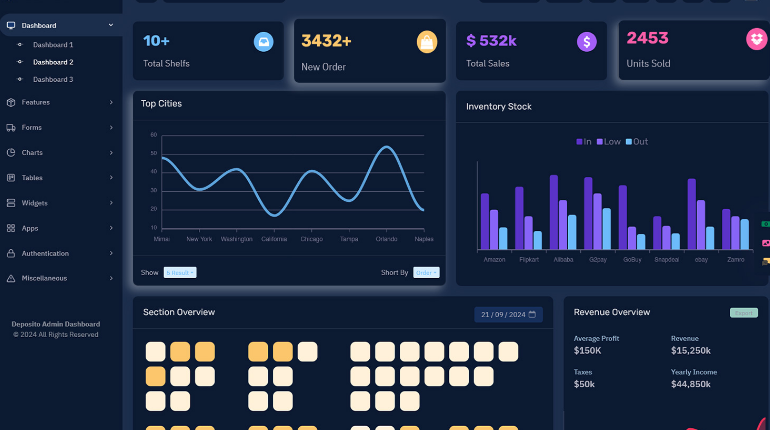 Dashboard
Dashboard 1
Dashboard 2
Dashboard 3
Features
Forms
Charts
Tables
Widgets
Apps
Authentication
Miscellaneous
Deposito Admin Dashboard
© 2024 All Rights Reserved
10+
Total Shelfs
3432+
New Order
$ 532k
Total Sales
2453
Units Sold
Top Cities
60
50
40
30
20
10
New York Washington California Chicago Tampa Orlando Naples
Show 5 Result Short By Order
Inventory Stock
In Low Out
Amazon Flipkart Alibaba G2pay GoBuy Snapdeal ebay Zamro
Section Overview 21 / 09 / 2024
Revenue Overview Export
Average Profit Revenue
$150K $15,250k
Taxes Yearly Income
$50k $44,850k